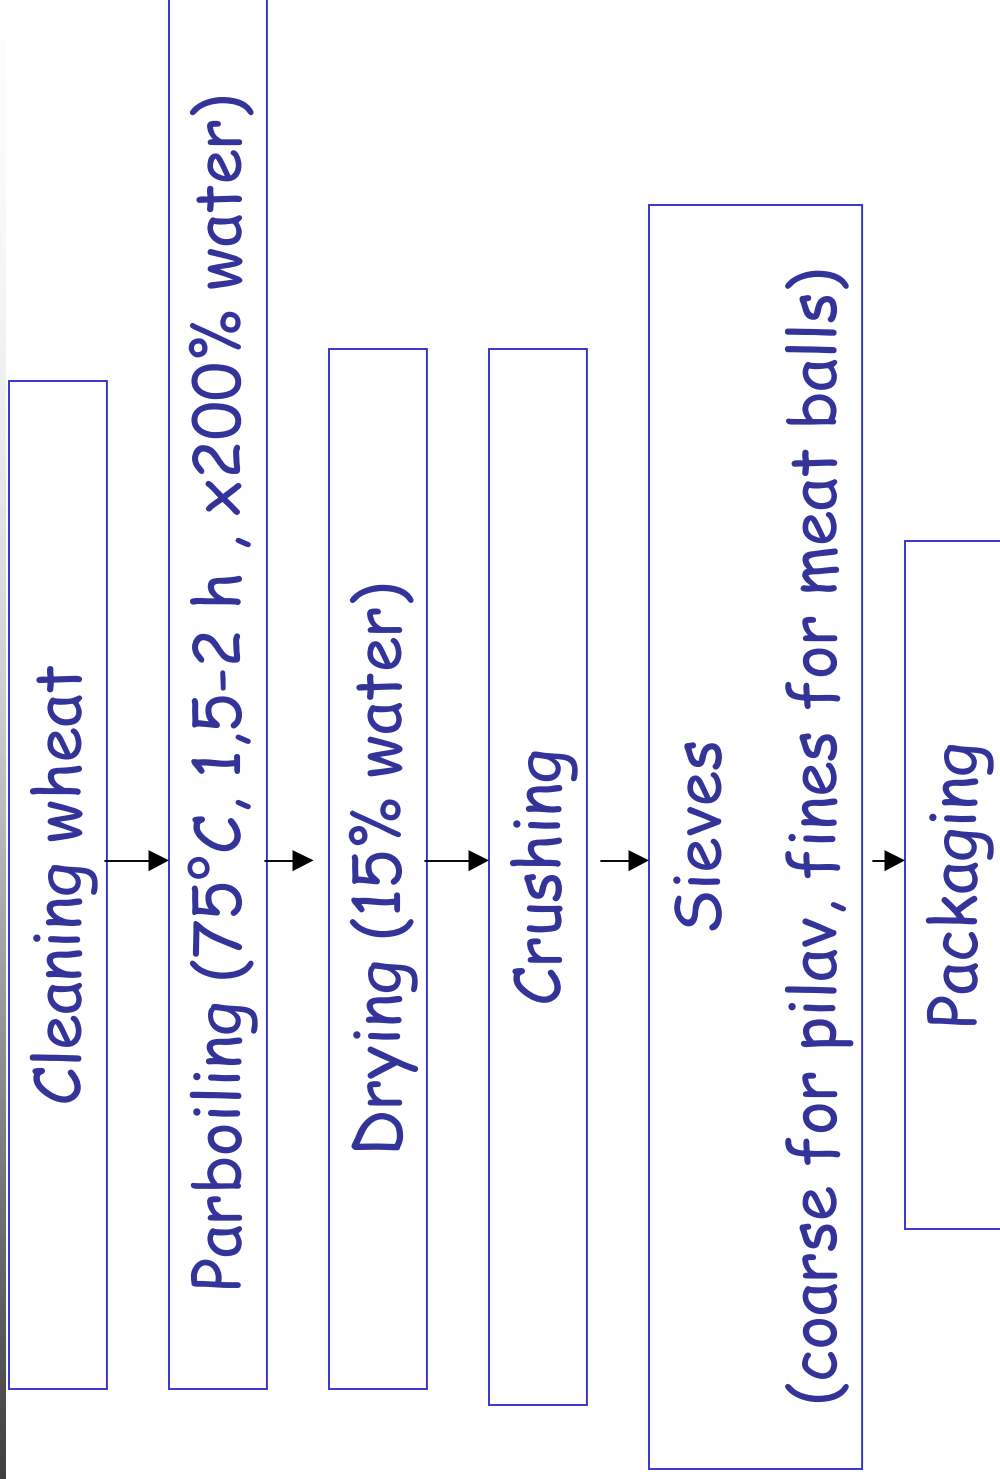 Cleaning wheat
Parboiling (75°C, 1,5-2 h , x200% water)
Drying (15% water)
Crushing
Sieves
(coarse for pilav, fines for meat balls)
Packaging